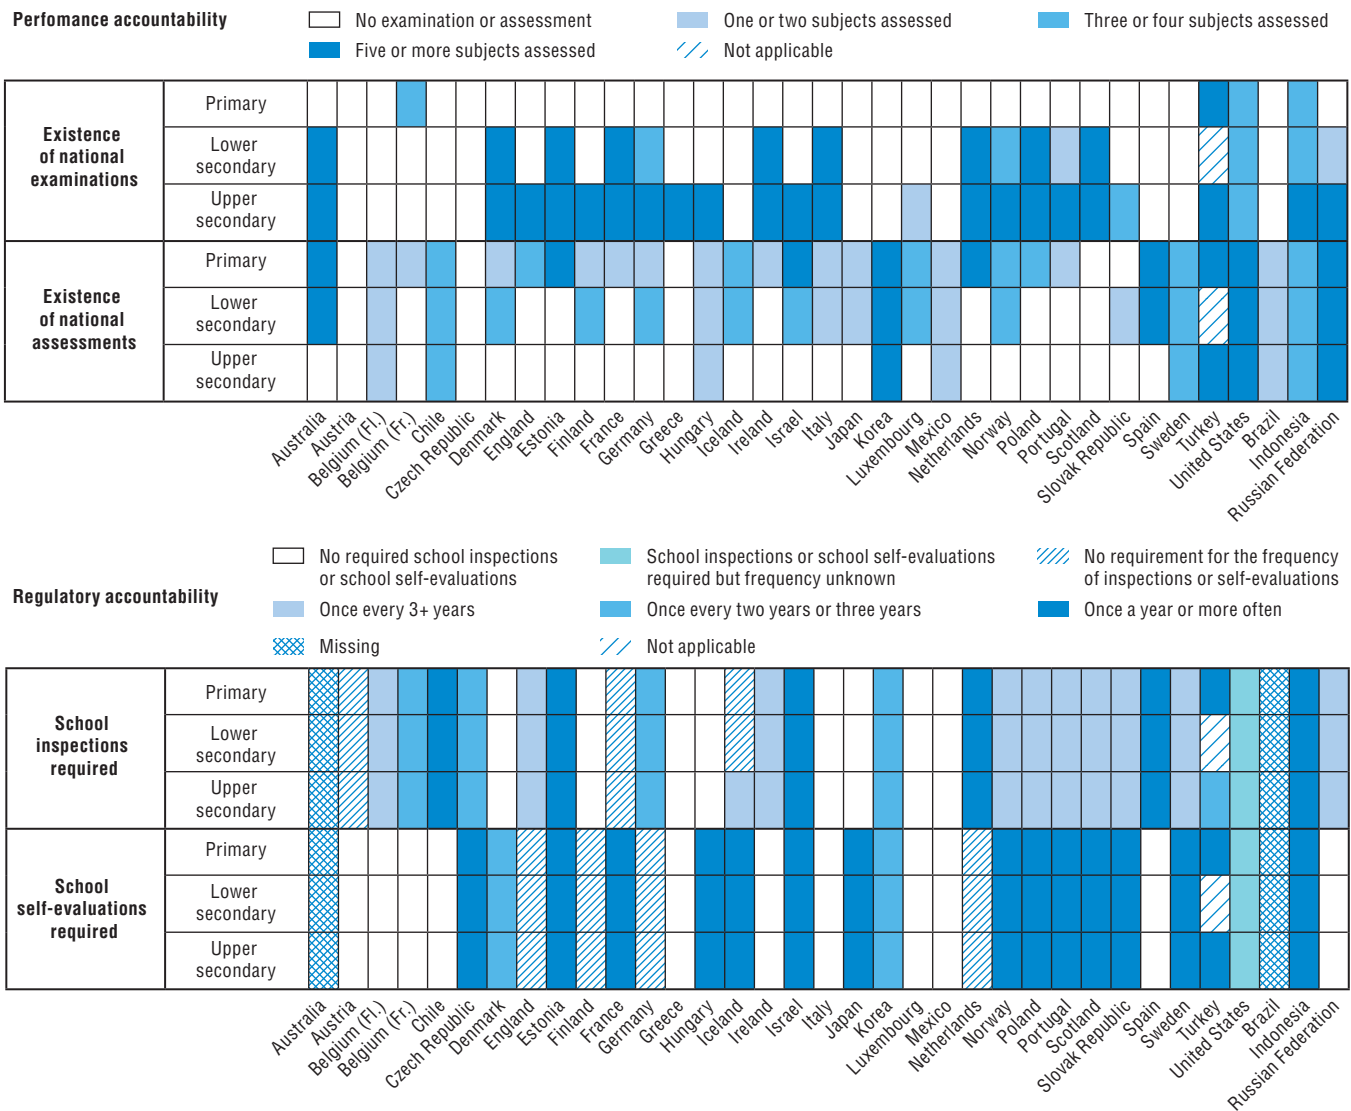 Perfomance accountability
No examination or assessment
One or two subjects assessed
Three or four subjects assessed
Five or more subjects assessed
Not applicable
Existence
of national
examinations
Primary
Lower
secondary
Upper
secondary
Existence
of national
assessments
Primary
Lower
secondary
Upper
secondary
Australia
Austria
Belgium (Fl.)
Belgium (Fr.)
Chile
Czech Republic
Denmark
England
Estonia
Finland
France
Germany
Greece
Hungary
Iceland
Ireland
Israel
Italy
Japan
Korea
Luxembourg
Mexico
Netherlands
Norway
Poland
Portugal
Scotland
Slovak Republic
Spain
Sweden
Turkey
United States
Brazil
Indonesia
Russian Federation
Regulatory accountability
No required school inspections
or school self-evaluations
School inspections or school self-evaluations
required but frequency unknown
No requirement for the frequency
of inspections or self-evaluations
Once every 3+ years
Once every two years or three years
Once a year or more often
Missing
Not applicable
School
inspections
required
Primary
Lower
secondary
Upper
secondary
School
self-evaluations
required
Primary
Lower
secondary
Upper
secondary
Australia
Austria
Belgium (Fl.)
Belgium (Fr.)
Chile
Czech Republic
Denmark
England
Estonia
Finland
France
Germany
Greece
Hungary
Iceland
Ireland
Israel
Italy
Japan
Korea
Luxembourg
Mexico
Netherlands
Norway
Poland
Portugal
Scotland
Slovak Republic
Spain
Sweden
Turkey
United States
Brazil
Indonesia
Russian Federation